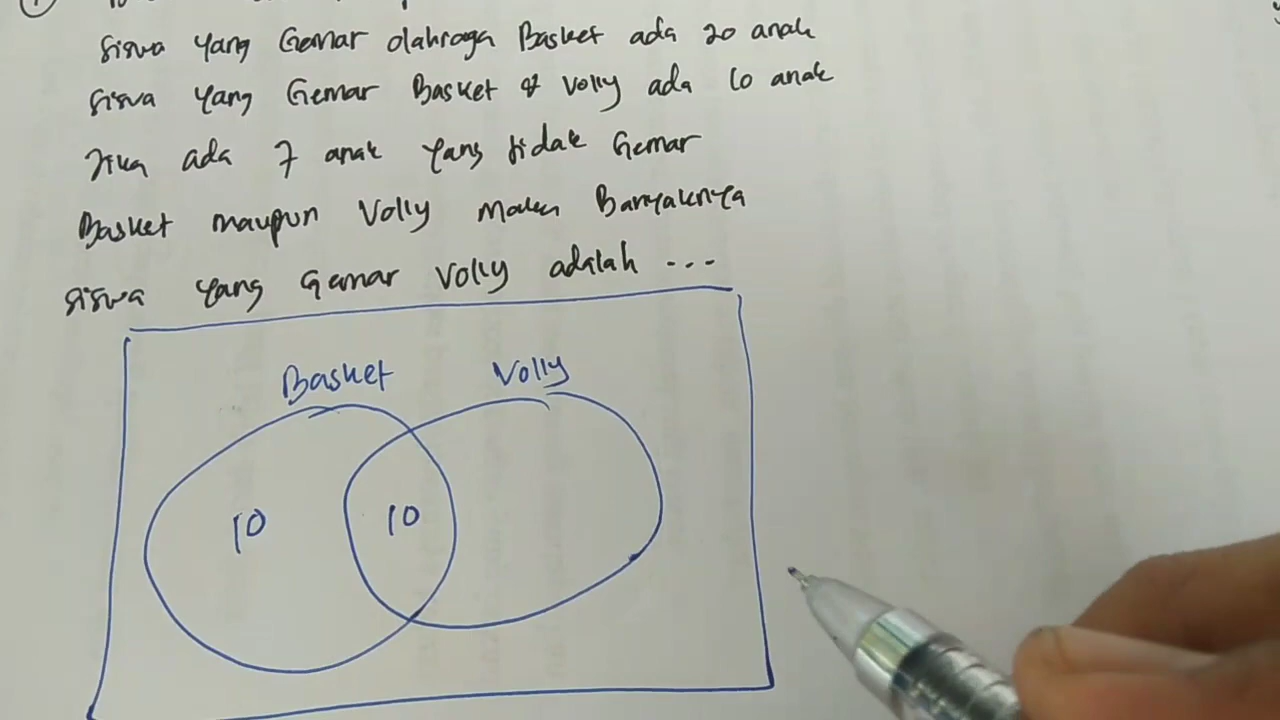 siswa yang Gemar olahraga Basket ada 20 anak
siswa yang Gemar Basket & Volly ada 10 anak
Jika ada 7 anak yang tidak Gemar
Basket maupun Volly maka Banyaknya
siswa yang Gemar Volly adalah ...
Basket Volly
10 10